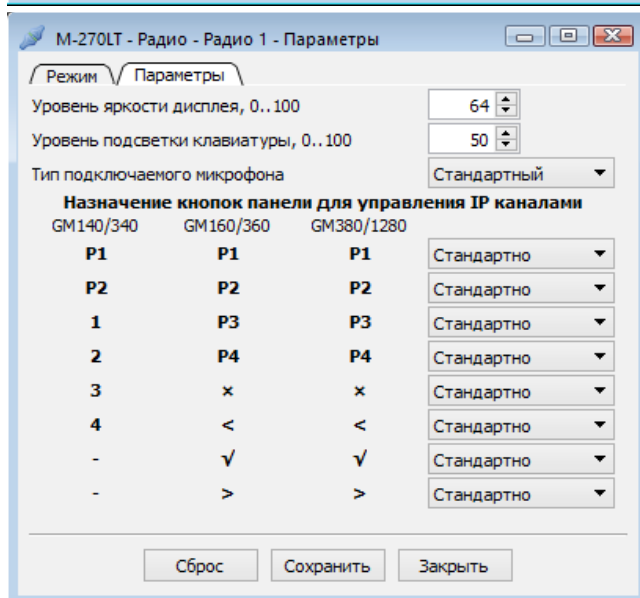 М-270LT - Радио - Радио 1 - Параметры
Режим Параметры
Уровень яркости дисплея, 0..100 64
Уровень подсветки клавиатуры, 0..100 50
Тип подключаемого микрофона Стандартный
Назначение кнопок панели для управления IP каналами
GM140/340 GM160/360 GM380/1280
P1 P1 P1 Стандартно
P2 P2 P2 Стандартно
1 P3 P3 Стандартно
2 P4 P4 Стандартно
3 × × Стандартно
4 < < Стандартно
- √ √ Стандартно
- > > Стандартно
Сброс Сохранить Закрыть